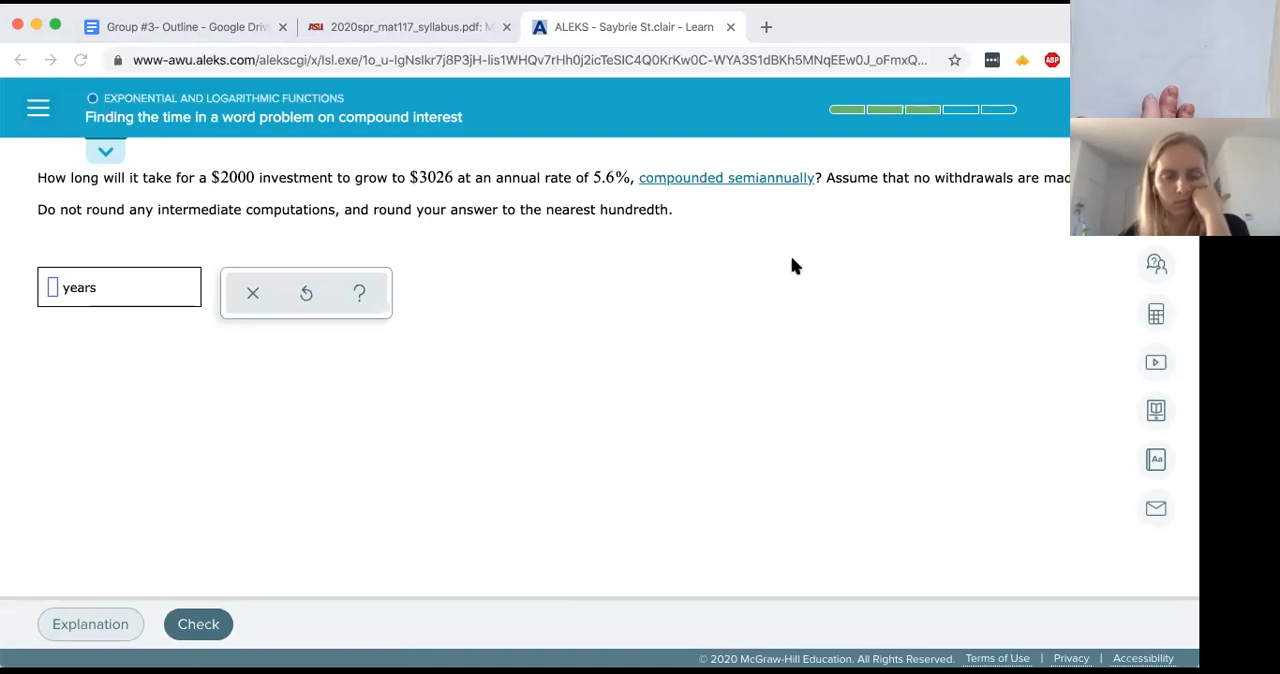 Group #3- Outline - Google Driv
2020spr_mat117_syllabus.pdf: M
ALEKS - Saybrie St.clair - Learn
www-awu.aleks.com/alekscgi/x/lsl.exe/1o_u-IgNslkr7j8P3jH-lis1WHQv7rHh0j2icTeSIC4Q0KrKw0C-WYA3S1dBKh5MNqEEw0J_oFmxQ...
ABP
EXPONENTIAL AND LOGARITHMIC FUNCTIONS
Finding the time in a word problem on compound interest
How long will it take for a $2000 investment to grow to $3026 at an annual rate of 5.6%, compounded semiannually? Assume that no withdrawals are mad
Do not round any intermediate computations, and round your answer to the nearest hundredth.
years
?
Aa
Explanation
Check
© 2020 McGraw-Hill Education. All Rights Reserved. Terms of Use | Privacy | Accessibility